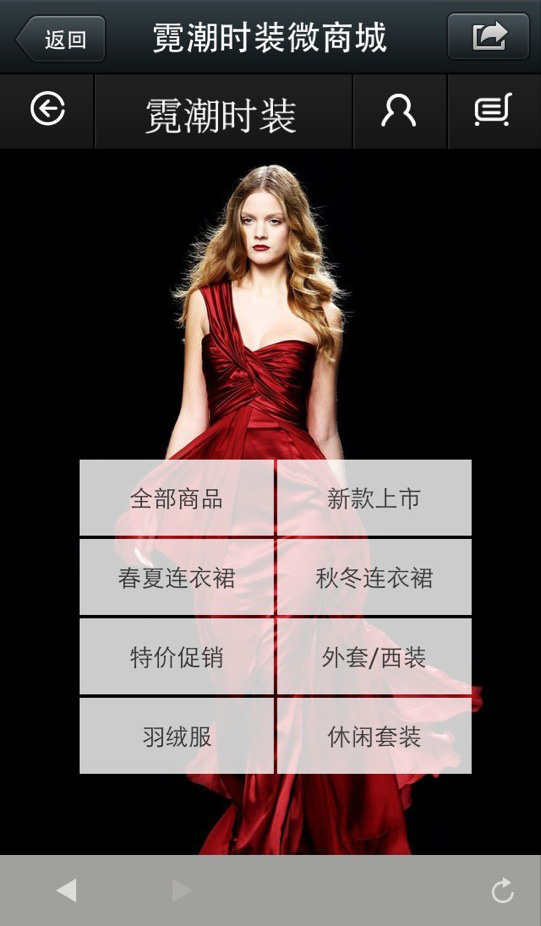 返回
霓潮时装微商城
霓潮时装
全部商品
新款上市
春夏连衣裙
秋冬连衣裙
特价促销
外套/西装
羽绒服
休闲套装